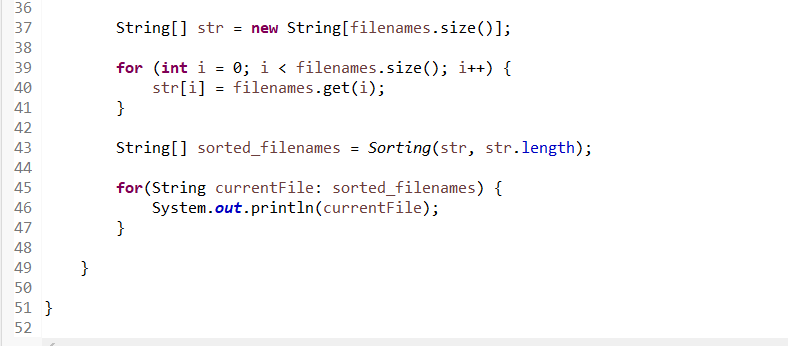 36
37 String[] str = new String[filenames.size()];
38
39 for (int i = 0; i < filenames.size(); i++) {
40 str[i] = filenames.get(i);
41 }
42
43 String[] sorted_filenames = Sorting(str, str.length);
44
45 for(String currentFile: sorted_filenames) {
46 System.out.println(currentFile);
47 }
48
49 }
50
51 }
52